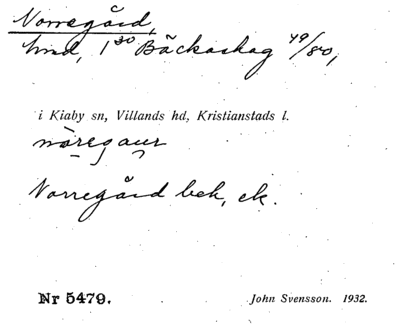 Norregård,
hmd, 1 30 Bäckaskog 49/80,
i Kiaby sn, Villands hd, Kristianstads l.
nöregaur
Norregård bek, ek.
Nr 5479.
John Svensson. 1932.